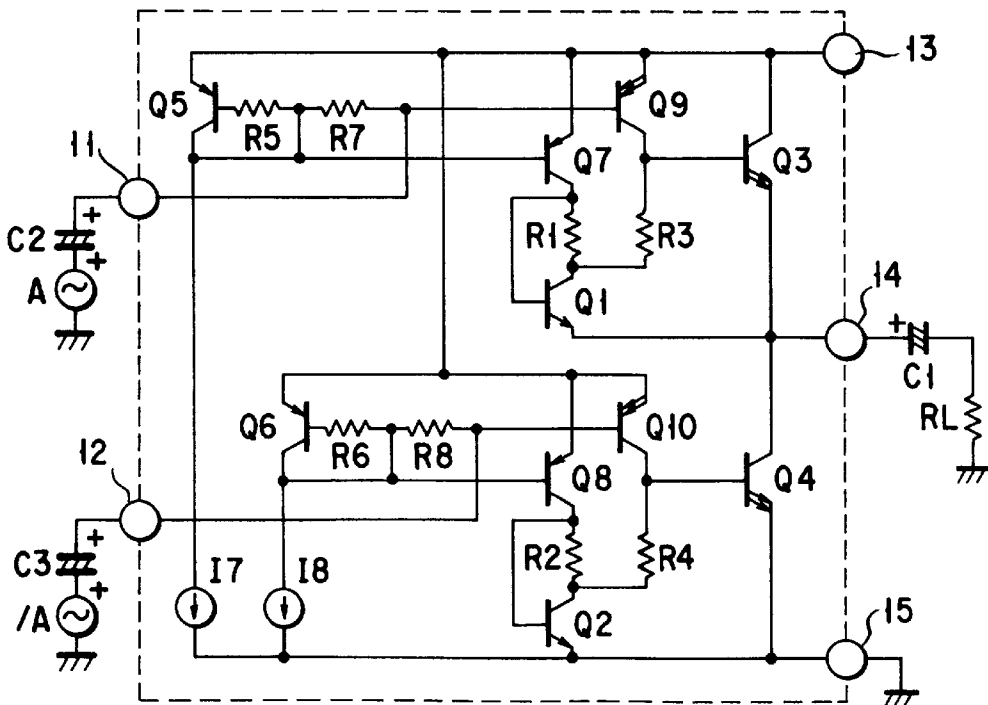 13
Q5
R5
R7
Q9
11
Q7
Q3
+
C2
+
A
R1
R3
14
Q1
+
C1
RL
Q6
R6
R8
Q10
12
Q8
Q4
+
C3
+
/A
I7
I8
R2
R4
15
Q2